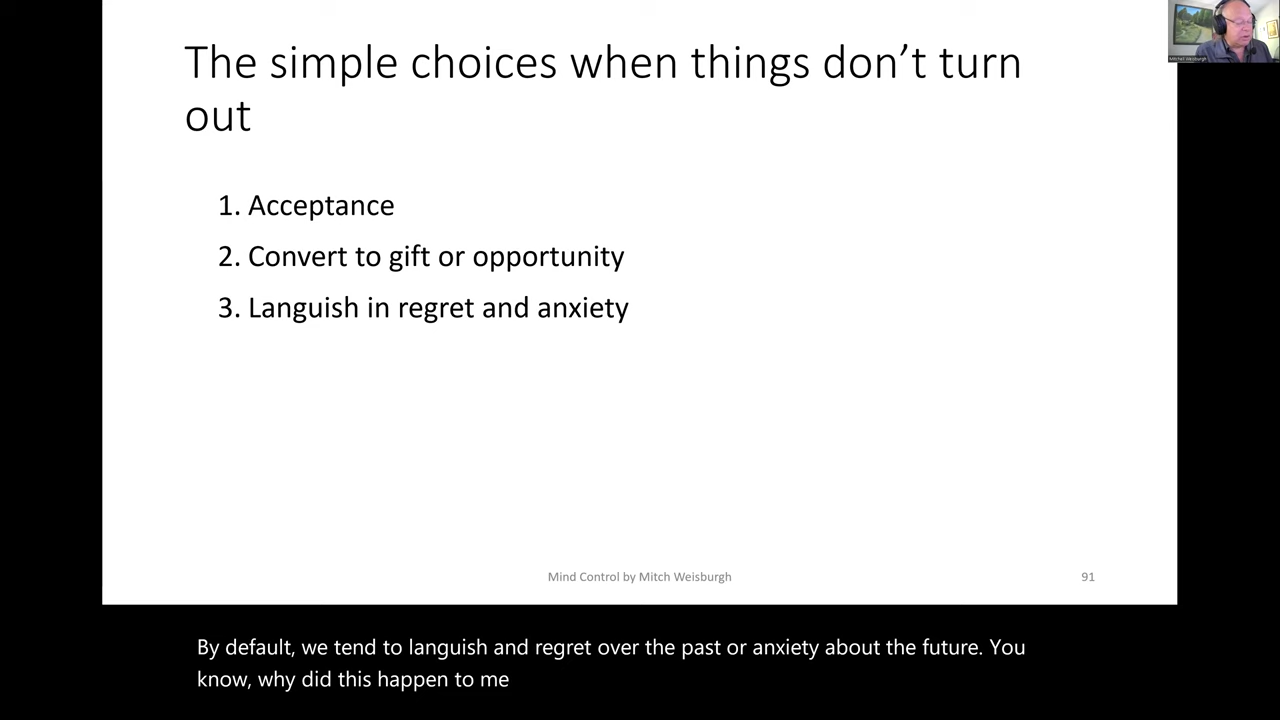 The simple choices when things don’t turn
out
1. Acceptance
2. Convert to gift or opportunity
3. Languish in regret and anxiety
Mind Control by Mitch Weisburgh
91
By default, we tend to languish and regret over the past or anxiety about the future. You
know, why did this happen to me